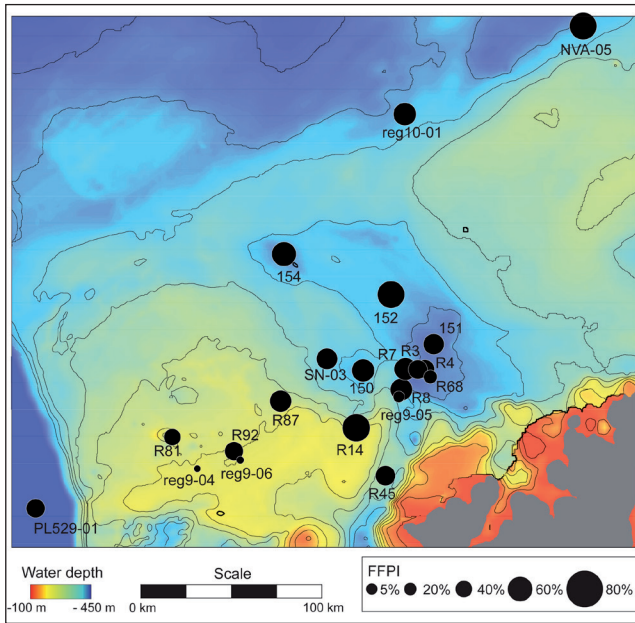 NVA-05
reg10-01
154
152
151
R7 R3
R4
SN-03
150
R68
R8
reg9-05
R87
R14
R92
R81
reg9-06
reg9-04
R45
PL529-01
Water depth
-100 m - 450 m
Scale
0 km 100 km
FFPI
5% 20% 40% 60% 80%